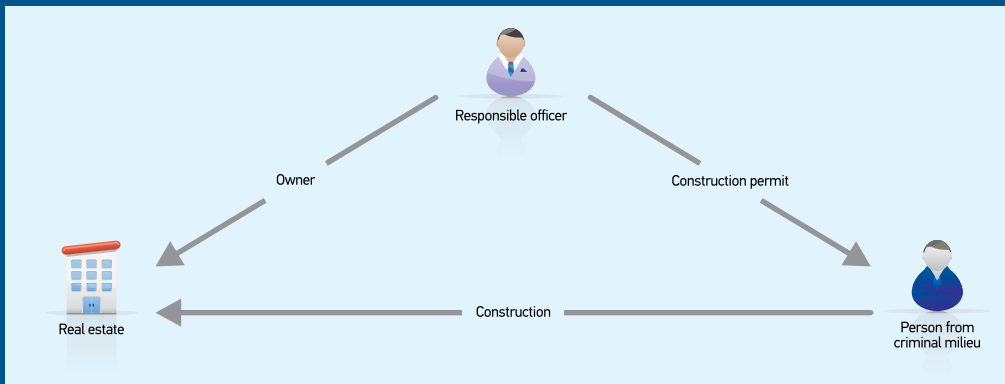 Responsible officer
Owner
Construction permit
Construction
Real estate
Person from
criminal milieu